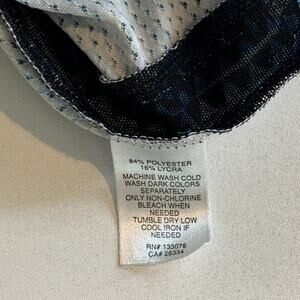 84% POLYESTER
16% LYCRA
MACHINE WASH COLD
WASH DARK COLORS
SEPARATELY
ONLY NON-CHLORINE
BLEACH WHEN
NEEDED
TUMBLE DRY LOW
COOL IRON IF
NEEDED
RN# 133078
CA# 26334